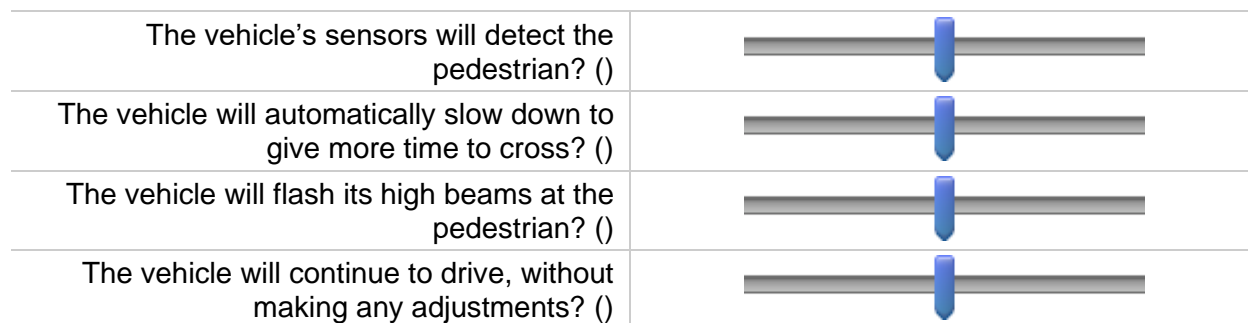 The vehicle’s sensors will detect the
pedestrian? ()
The vehicle will automatically slow down to
give more time to cross? ()
The vehicle will flash its high beams at the
pedestrian? ()
The vehicle will continue to drive, without
making any adjustments? ()